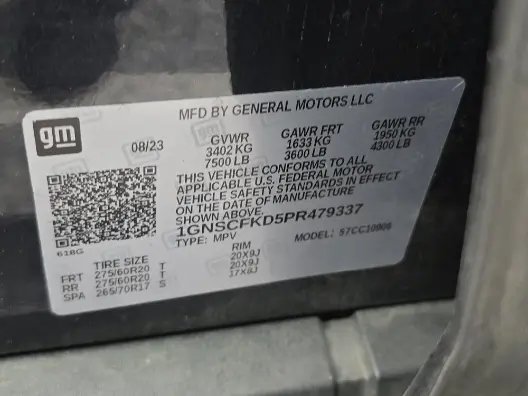 MFD BY GENERAL MOTORS LLC
gm
08/23
GVWR GAWR FRT GAWR RR
3402 KG 1633 KG 1950 KG
7500 LB 3600 LB 4300 LB
THIS VEHICLE CONFORMS TO ALL
APPLICABLE U.S. FEDERAL MOTOR
VEHICLE SAFETY STANDARDS IN EFFECT
ON THE DATE OF MANUFACTURE
SHOWN ABOVE.
1GNSCFKD5PR479337
TYPE: MPV MODEL: 57CC10906
618G
TIRE SIZE RIM
FRT 275/60R20 T 20X9J
RR 275/60R20 T 20X9J
SPA 265/70R17 S 17X8J